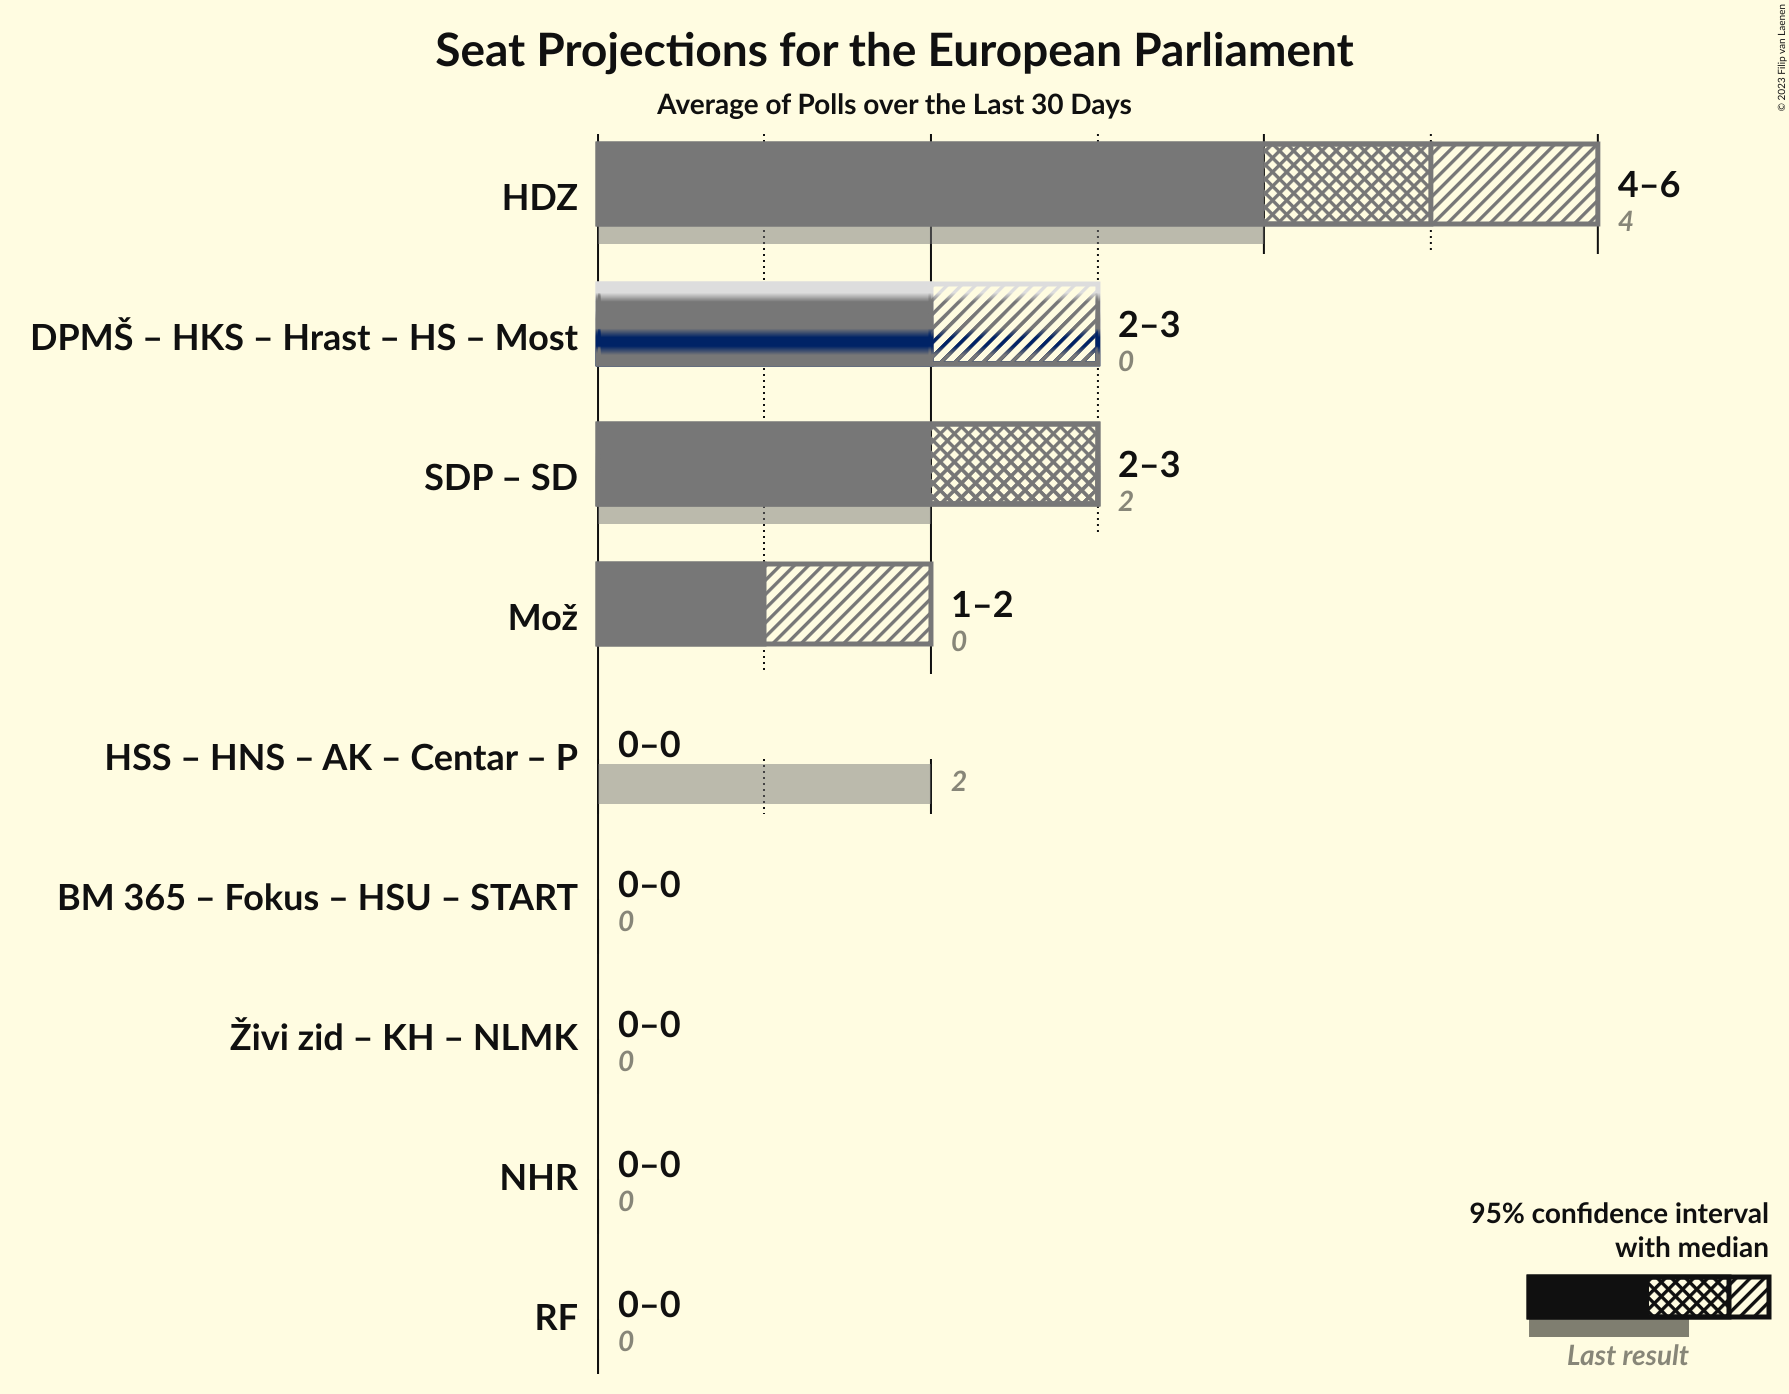 Seat Projections for the European Parliament
Average of Polls over the Last 30 Days
© 2023 Filip van Laenen
HDZ
4–6
4
DPMŠ – HKS – Hrast – HS – Most
2–3
0
SDP – SD
2–3
2
Mož
1–2
0
HSS – HNS – AK – Centar – P
0–0
2
BM 365 – Fokus – HSU – START
0–0
0
Živi zid – KH – NLMK
0–0
0
NHR
0–0
0
RF
0–0
0
95% confidence interval
with median
Last result